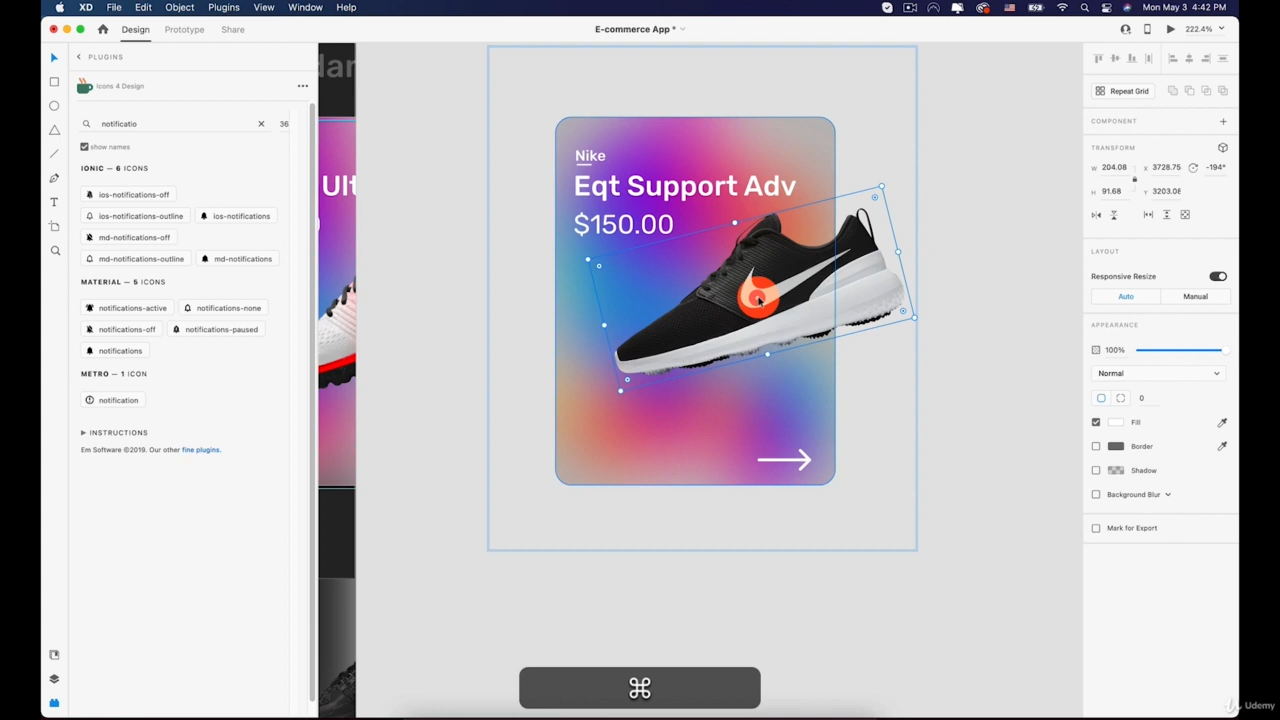 XD File Edit Object Plugins View Window Help
Mon May 3 4:42 PM
Design Prototype Share
E-commerce App *
222.4%
PLUGINS
Icons 4 Design
notificatio
36
show names
IONIC — 6 ICONS
ios-notifications-off
ios-notifications-outline ios-notifications
md-notifications-off
md-notifications-outline md-notifications
MATERIAL — 5 ICONS
notifications-active notifications-none
notifications-off notifications-paused
notifications
METRO — 1 ICON
notification
INSTRUCTIONS
Em Software ©2019. Our other fine plugins.
dar
Ult
Nike
Eqt Support Adv
$150.00
⌘
Repeat Grid
COMPONENT
TRANSFORM
W 204.08 X 3728.75 -194°
H 91.68 Y 3203.08
LAYOUT
Responsive Resize
Auto Manual
APPEARANCE
100%
Normal
0
Fill
Border
Shadow
Background Blur
Mark for Export
Udemy